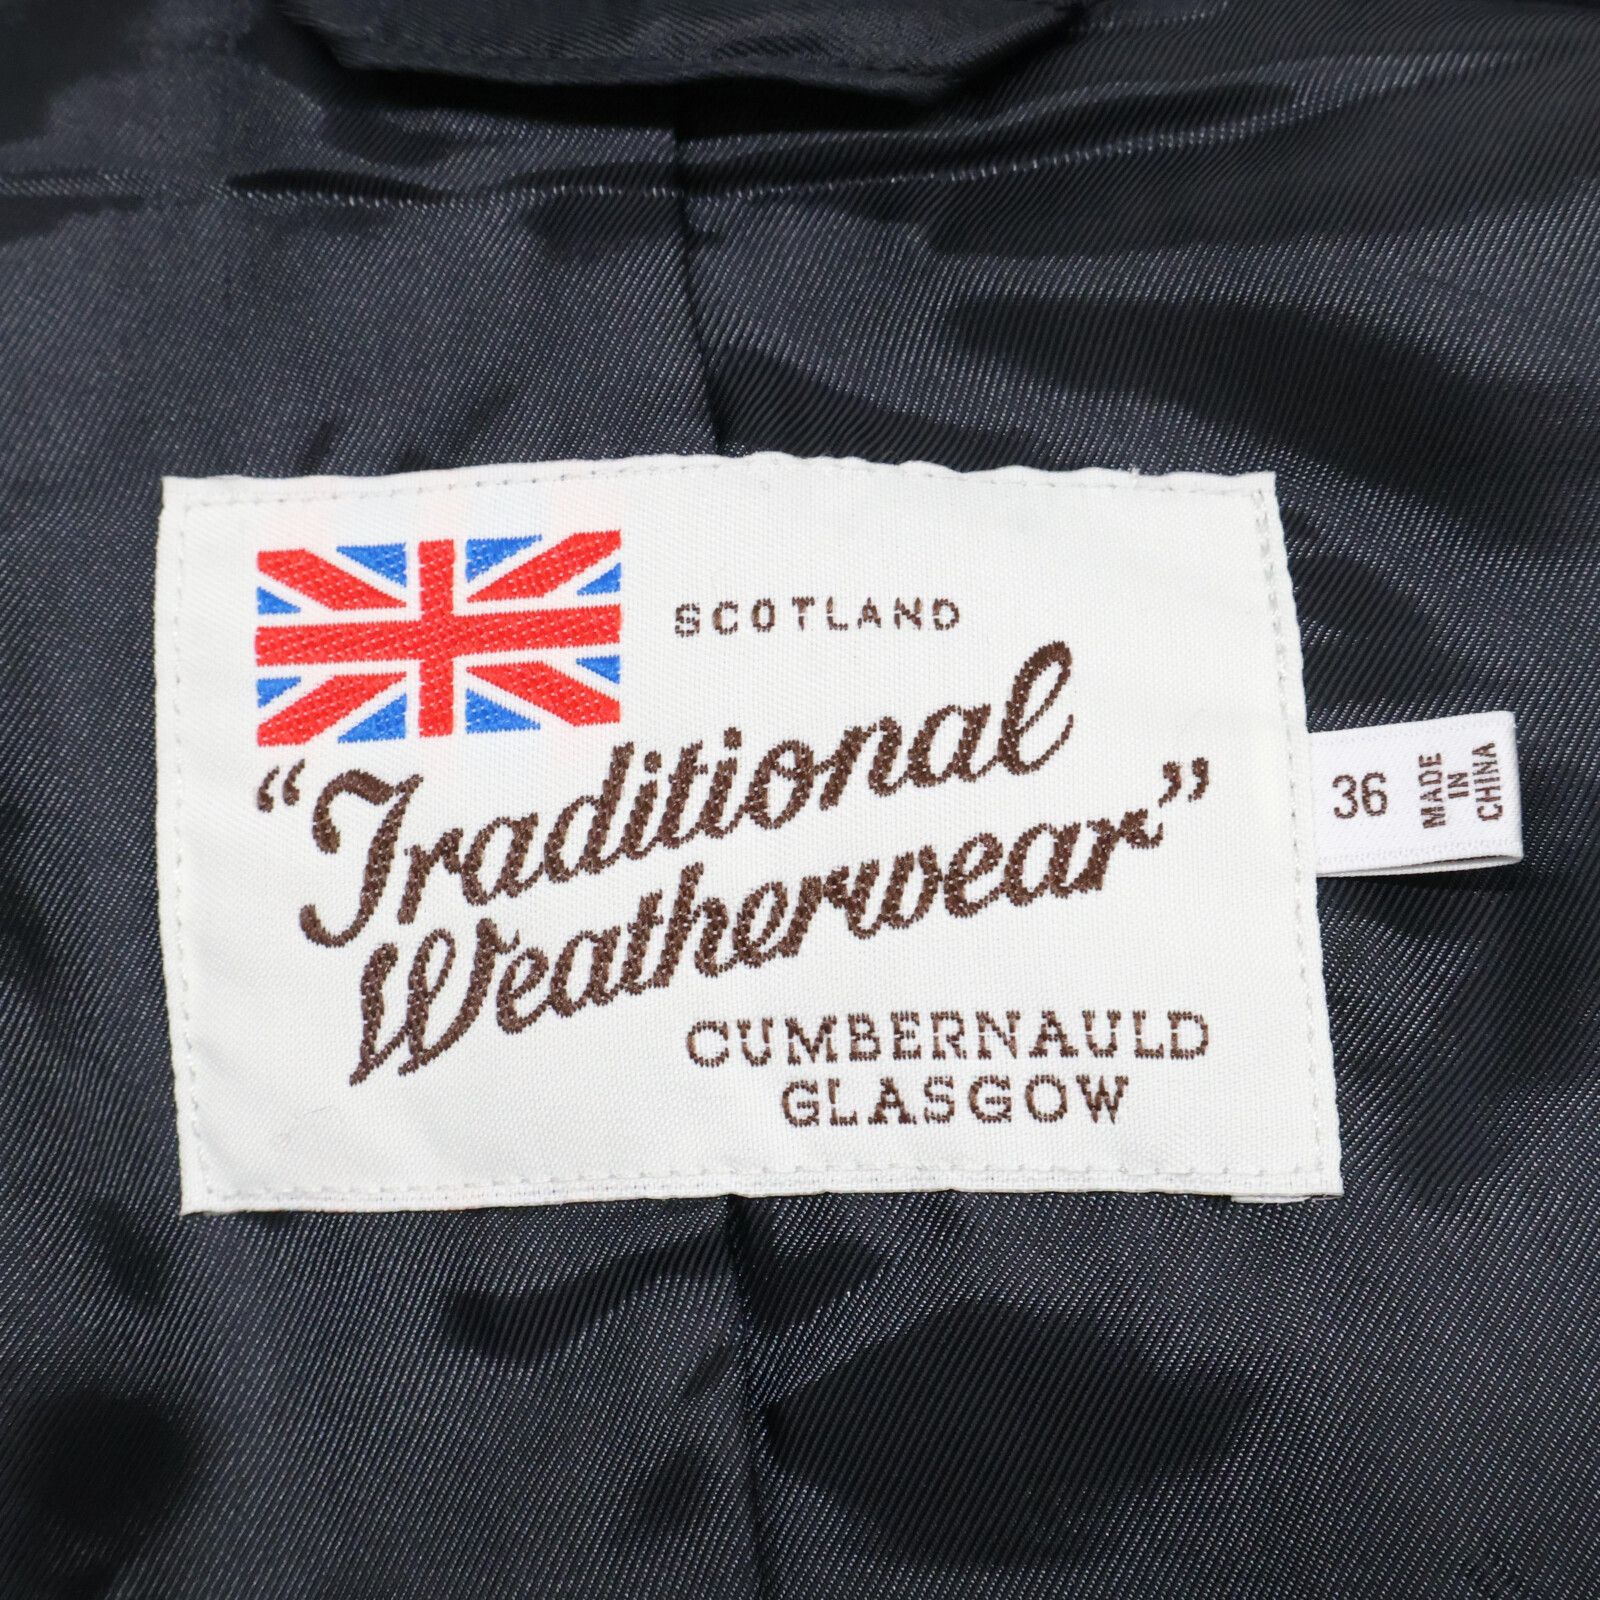 SCOTLAND
“Traditional
Weatherwear”
CUMBERNAULD
GLASGOW
36
MADE
IN
CHINA